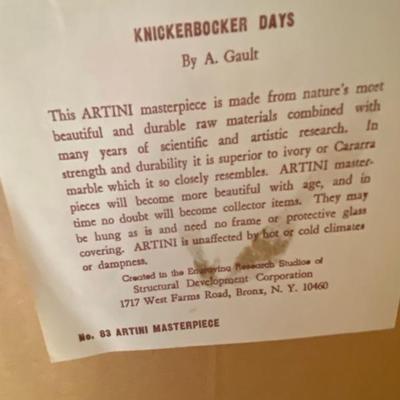 KNICKERBOCKER DAYS
By A. Gault
This ARTINI masterpiece is made from nature's most
beautiful and durable raw materials combined with
many years of scientific and artistic research. In
strength and durability it is superior to ivory or Cararra
marble which it so closely resembles. ARTINI master-
pieces will become more beautiful with age, and in
time no doubt will become collector items. They may
be hung as is and need no frame or protective glass
covering. ARTINI is unaffected by hot or cold climates
or dampness.
Created in the Engraving Research Studios of
Structural Development Corporation
1717 West Farms Road, Bronx, N. Y. 10460
No. 83 ARTINI MASTERPIECE